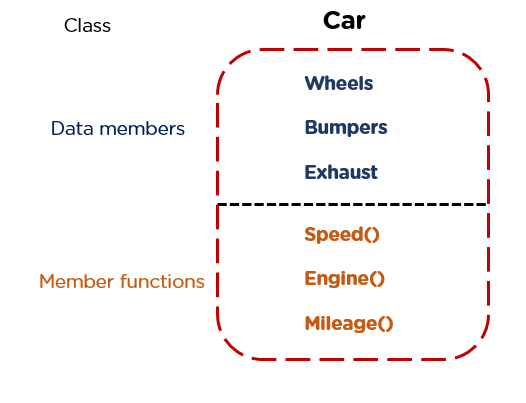 Class
Car
Data members
Wheels
Bumpers
Exhaust
Member functions
Speed()
Engine()
Mileage()